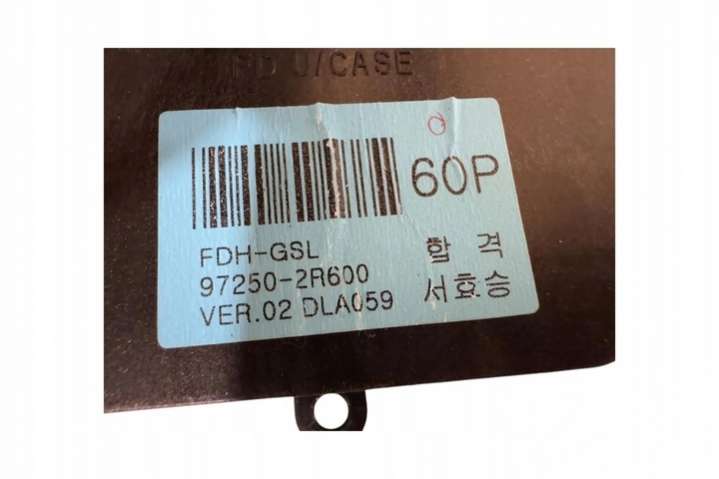 FD U/CASE
60P
FDH-GSL
97250-2R600
VER.02 DLA059
합 격
서효승